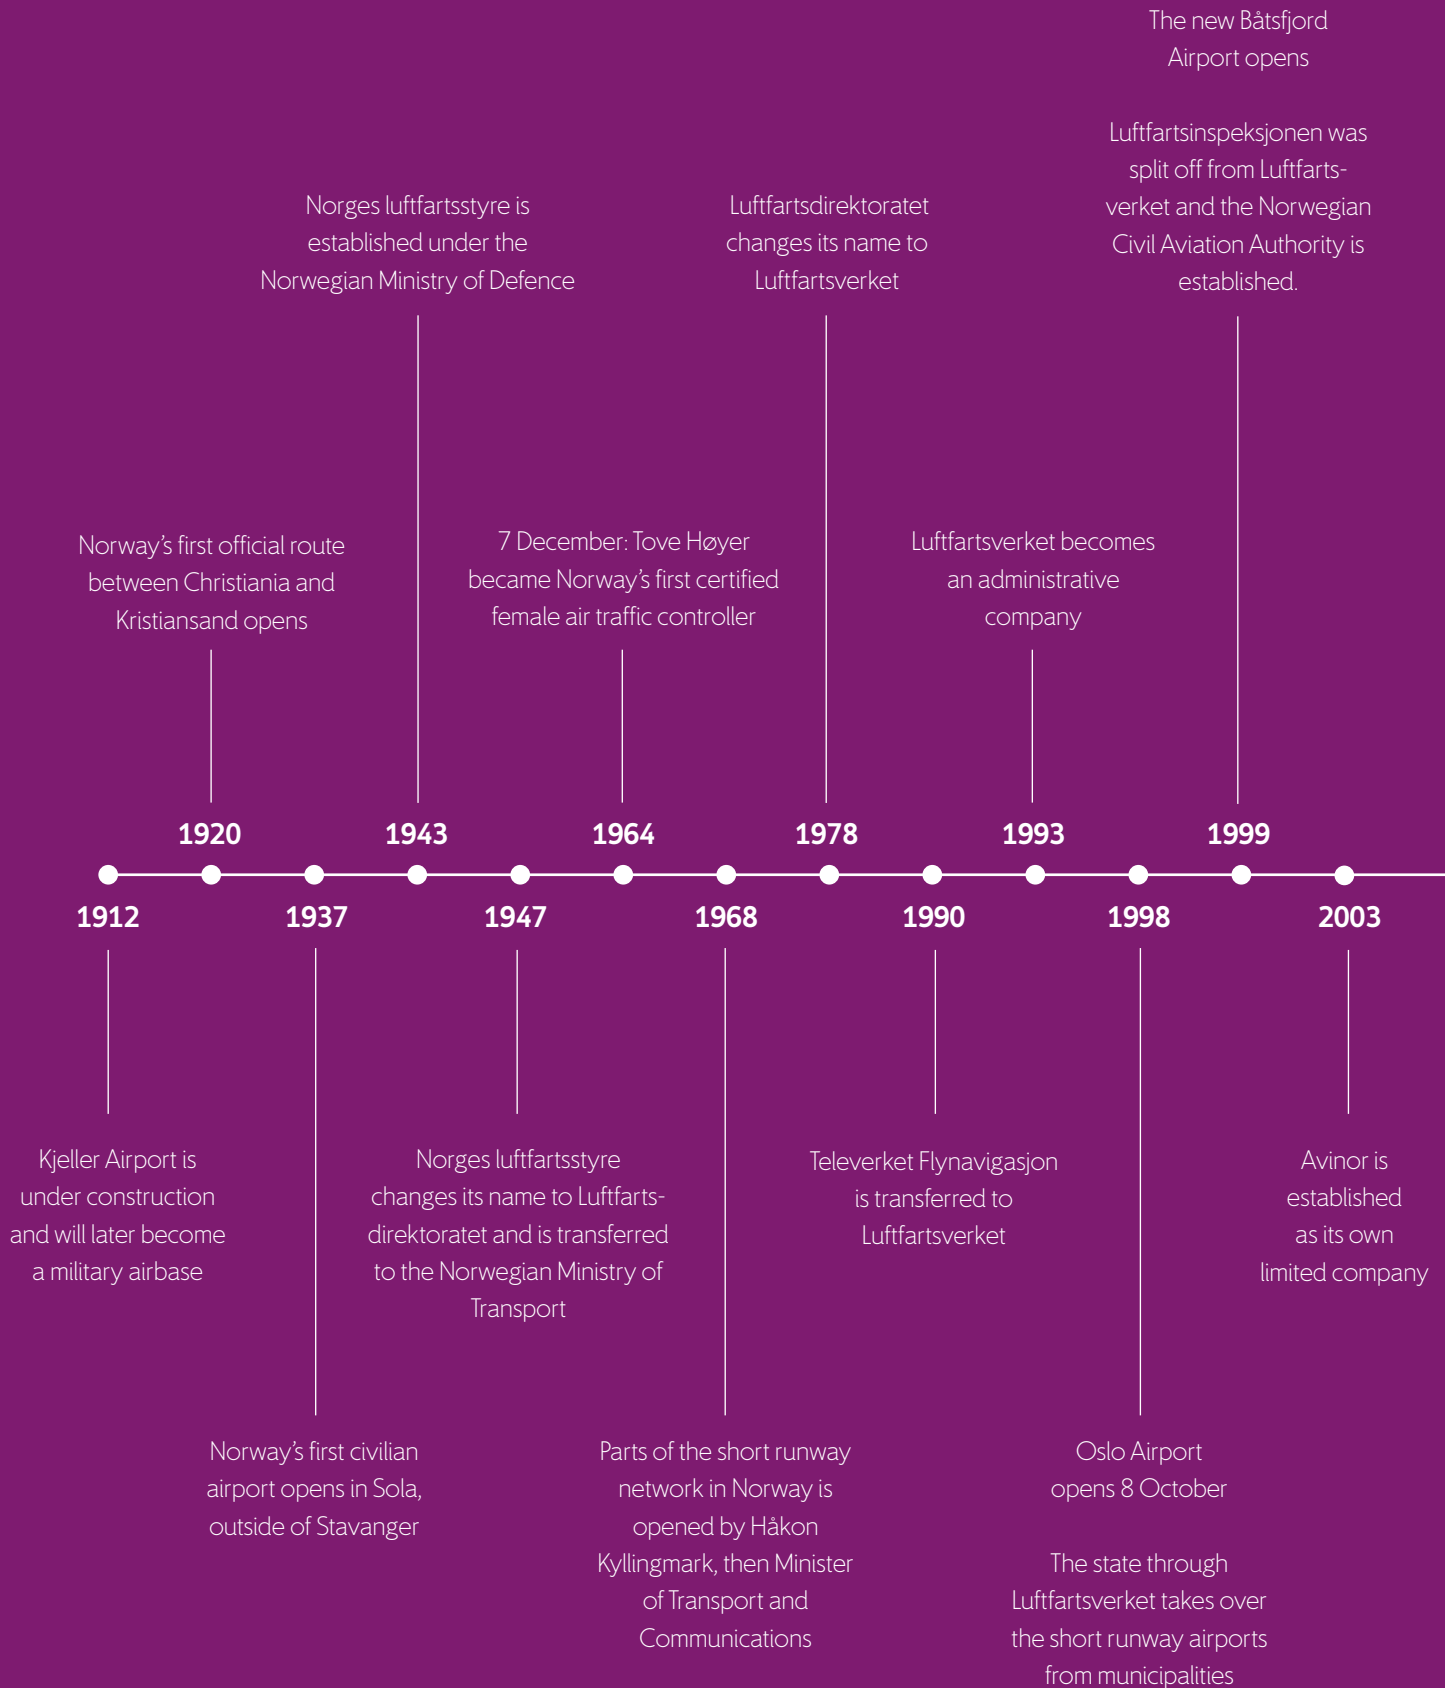 The new Båtsfjord
Airport opens
Luftfartsinspeksjonen was
split off from Luftfarts-
verket and the Norwegian
Civil Aviation Authority is
established.
Norges luftfartsstyre is
established under the
Norwegian Ministry of Defence
Luftfartsdirektoratet
changes its name to
Luftfartsverket
Norway's first official route
between Christiania and
Kristiansand opens
7 December: Tove Høyer
became Norway's first certified
female air traffic controller
Luftfartsverket becomes
an administrative
company
1920
1943
1964
1978
1993
1999
1912
1937
1947
1968
1990
1998
2003
Kjeller Airport is
under construction
and will later become
a military airbase
Norges luftfartsstyre
changes its name to Luftfarts-
direktoratet and is transferred
to the Norwegian Ministry of
Transport
Televerket Flynavigasjon
is transferred to
Luftfartsverket
Avinor is
established
as its own
limited company
Norway's first civilian
airport opens in Sola,
outside of Stavanger
Parts of the short runway
network in Norway is
opened by Håkon
Kyllingmark, then Minister
of Transport and
Communications
Oslo Airport
opens 8 October
The state through
Luftfartsverket takes over
the short runway airports
from municipalities